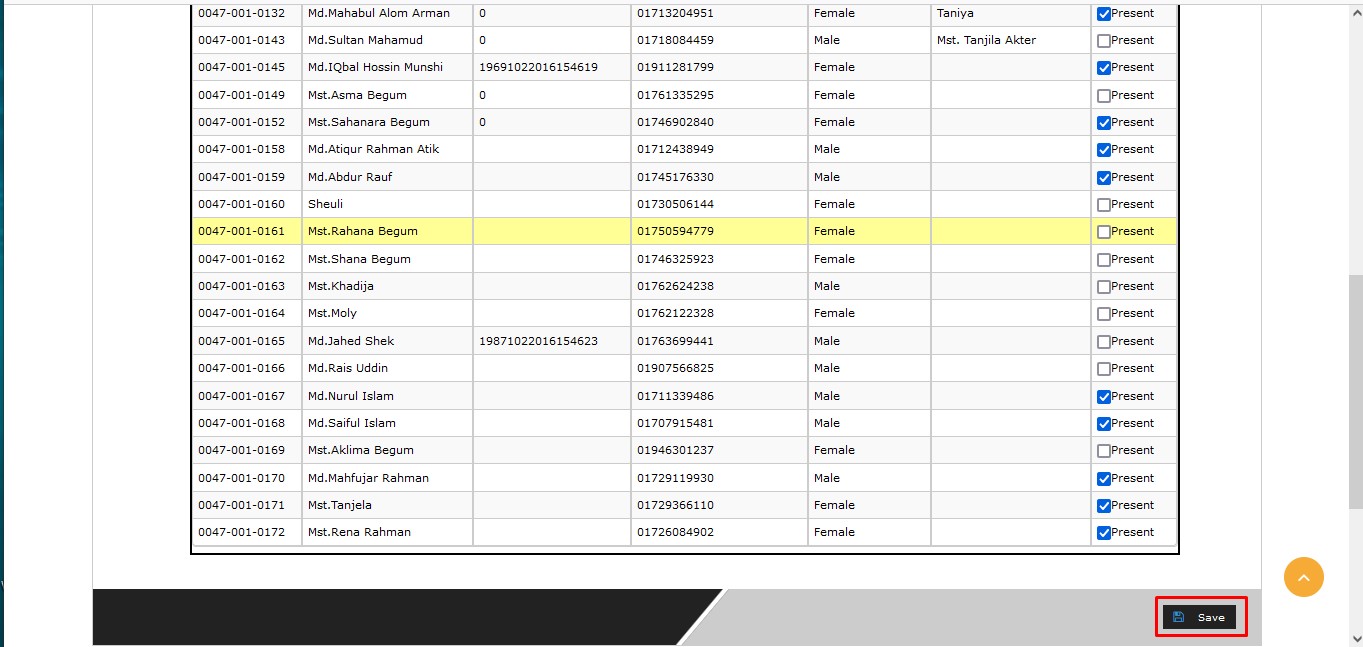 0047-001-0132 Md.Mahabul Alom Arman 0 01713204951 Female Taniya Present
0047-001-0143 Md.Sultan Mahamud 0 01718084459 Male Mst. Tanjila Akter Present
0047-001-0145 Md.IQbal Hossin Munshi 19691022016154619 01911281799 Female Present
0047-001-0149 Mst.Asma Begum 0 01761335295 Female Present
0047-001-0152 Mst.Sahanara Begum 0 01746902840 Female Present
0047-001-0158 Md.Atiqur Rahman Atik 01712438949 Male Present
0047-001-0159 Md.Abdur Rauf 01745176330 Male Present
0047-001-0160 Sheuli 01730506144 Female Present
0047-001-0161 Mst.Rahana Begum 01750594779 Female Present
0047-001-0162 Mst.Shana Begum 01746325923 Female Present
0047-001-0163 Mst.Khadija 01762624238 Male Present
0047-001-0164 Mst.Moly 01762122328 Female Present
0047-001-0165 Md.Jahed Shek 19871022016154623 01763699441 Male Present
0047-001-0166 Md.Rais Uddin 01907566825 Male Present
0047-001-0167 Md.Nurul Islam 01711339486 Male Present
0047-001-0168 Md.Saiful Islam 01707915481 Male Present
0047-001-0169 Mst.Aklima Begum 01946301237 Female Present
0047-001-0170 Md.Mahfujar Rahman 01729119930 Male Present
0047-001-0171 Mst.Tanjela 01729366110 Female Present
0047-001-0172 Mst.Rena Rahman 01726084902 Female Present
Save